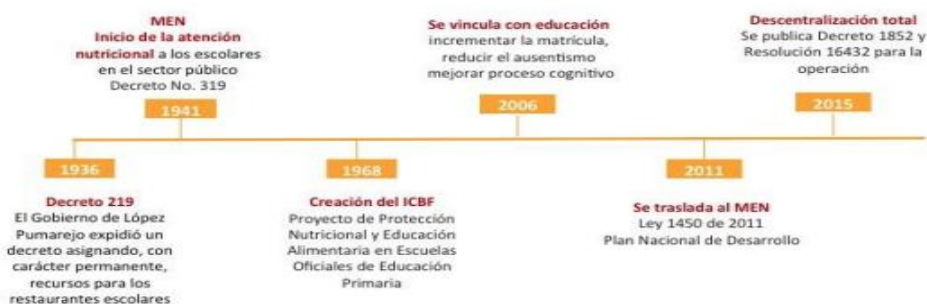 MEN
Inicio de la atención
nutricional a los escolares
en el sector público
Decreto No. 319
1941
Se vincula con educación
incrementar la matrícula,
reducir el ausentismo
mejorar proceso cognitivo
2006
Descentralización total
Se publica Decreto 1852 y
Resolución 16432 para la
operación
2015
1936
Decreto 219
El Gobierno de López
Pumarejo expidió un
decreto asignando, con
carácter permanente,
recursos para los
restaurantes escolares
1968
Creación del ICBF
Proyecto de Protección
Nutricional y Educación
Alimentaria en Escuelas
Oficiales de Educación
Primaria
2011
Se traslada al MEN
Ley 1450 de 2011
Plan Nacional de Desarrollo